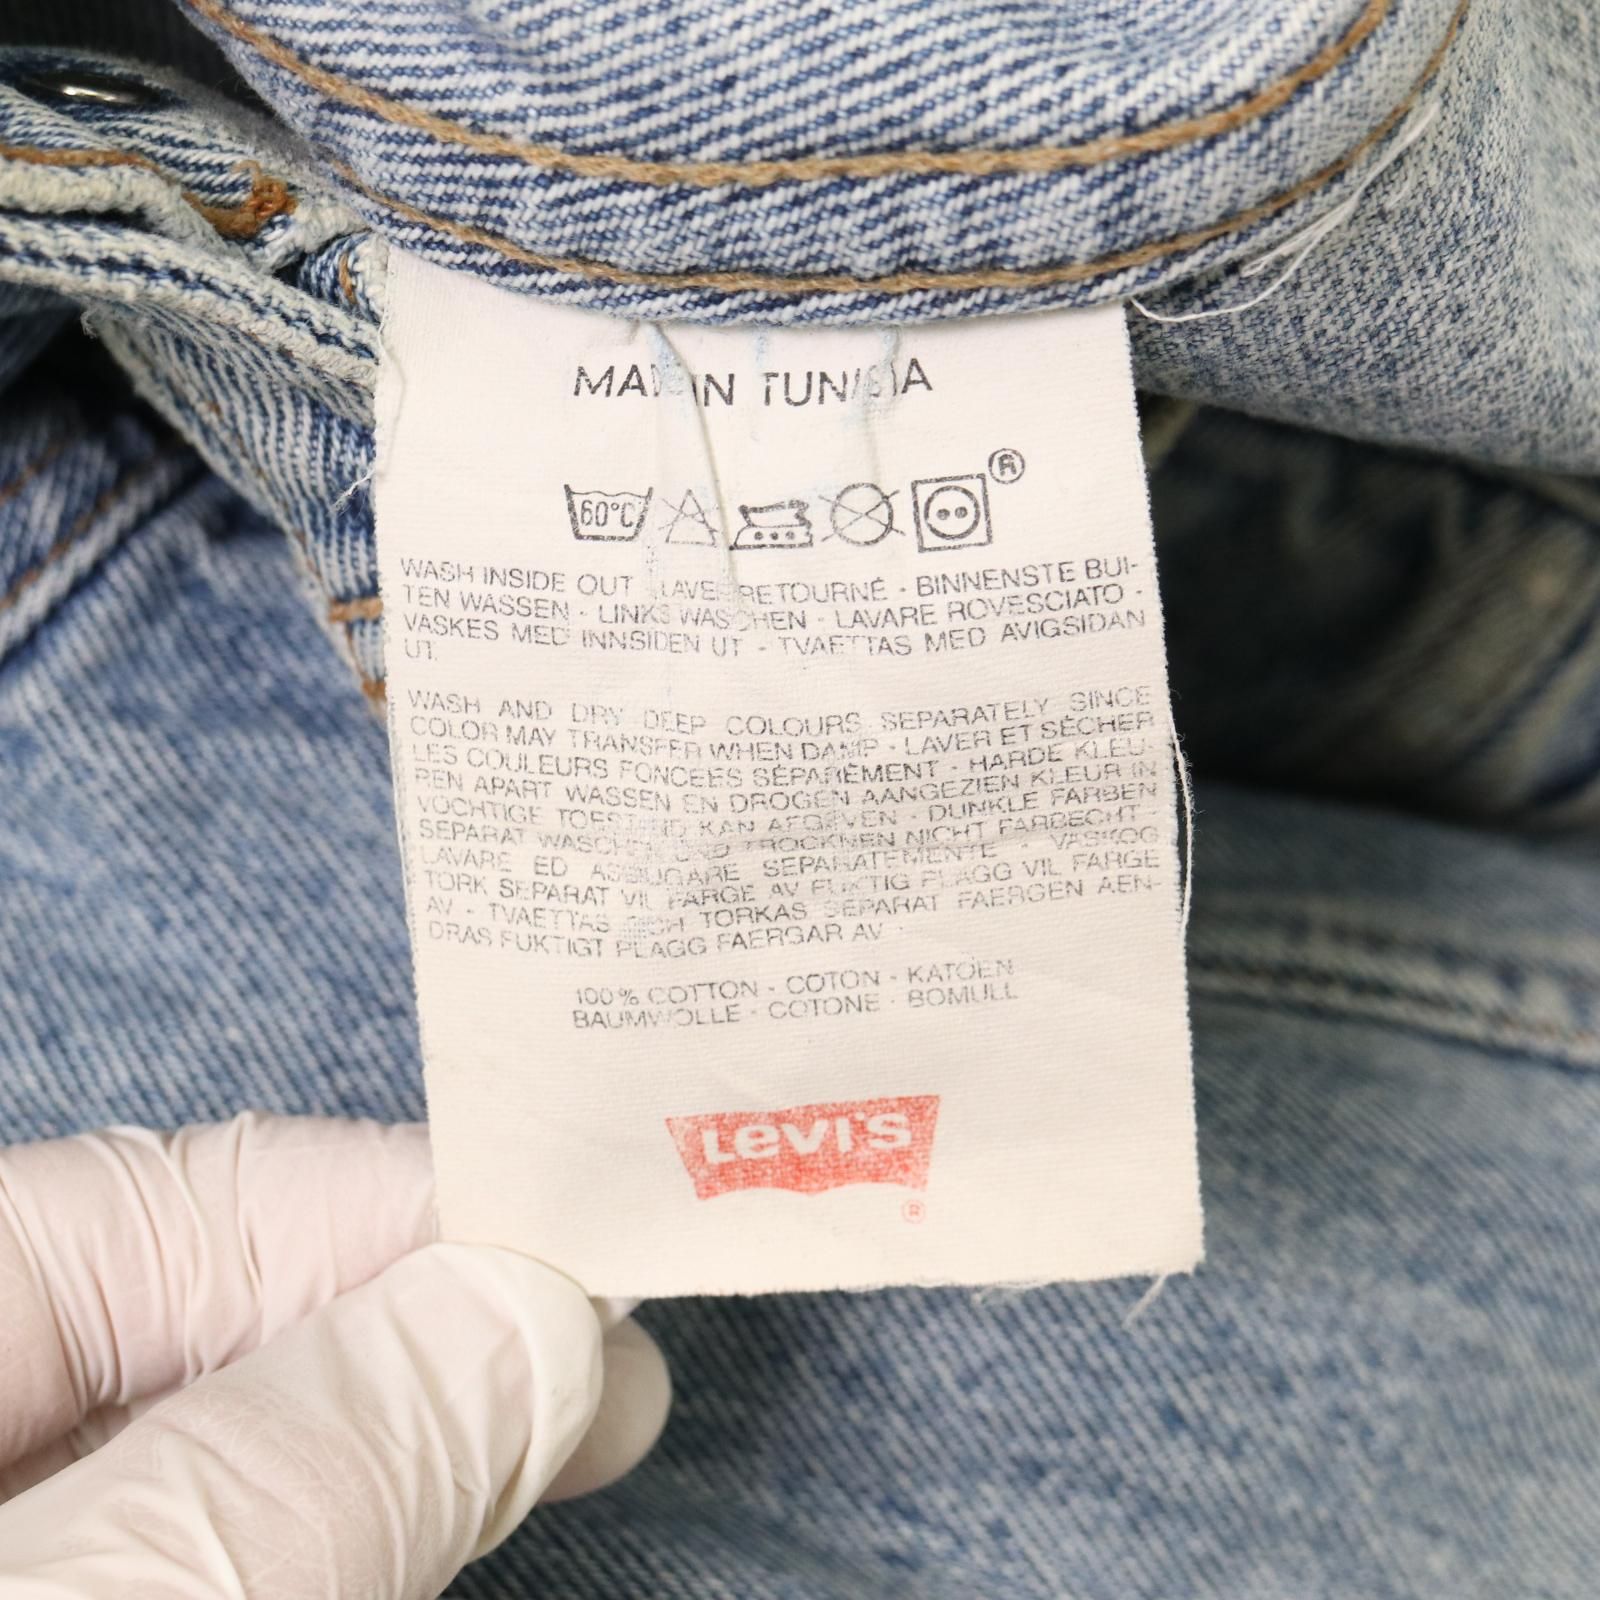 MADE IN TUNISIA
®
60°C
WASH INSIDE OUT - LAVER RETOURNÉ - BINNENSTE BUI-
TEN WASSEN - LINKS WASCHEN - LAVARE ROVESCIATO -
VASKES MED INNSIDEN UT - TVAETTAS MED AVIGSIDAN
UT.
WASH AND DRY DEEP COLOURS SEPARATELY SINCE
COLOR MAY TRANSFER WHEN DAMP - LAVER ET SÉCHER
LES COULEURS FONCÉES SÉPARÉMENT - HARDE KLEU-
REN APART WASSEN EN DROGEN AANGEZIEN KLEUR IN
VOCHTIGE TOESTAND KAN AFGEVEN - DUNKLE FARBEN
SEPARAT WASCHEN UND TROCKNEN NICHT FARBECHT -
LAVARE ED ASCIUGARE SEPARATEMENTE - VASK OG
TORK SEPARAT VIL FARGE AV FUKTIG PLAGG VIL FARGE
AV - TVAETTAS OCH TORKAS SEPARAT FAERGEN AEN-
DRAS FUKTIGT PLAGG FAERGAR AV
100% COTTON - COTON - KATOEN
BAUMWOLLE - COTONE - BOMULL
LeVI'S
®